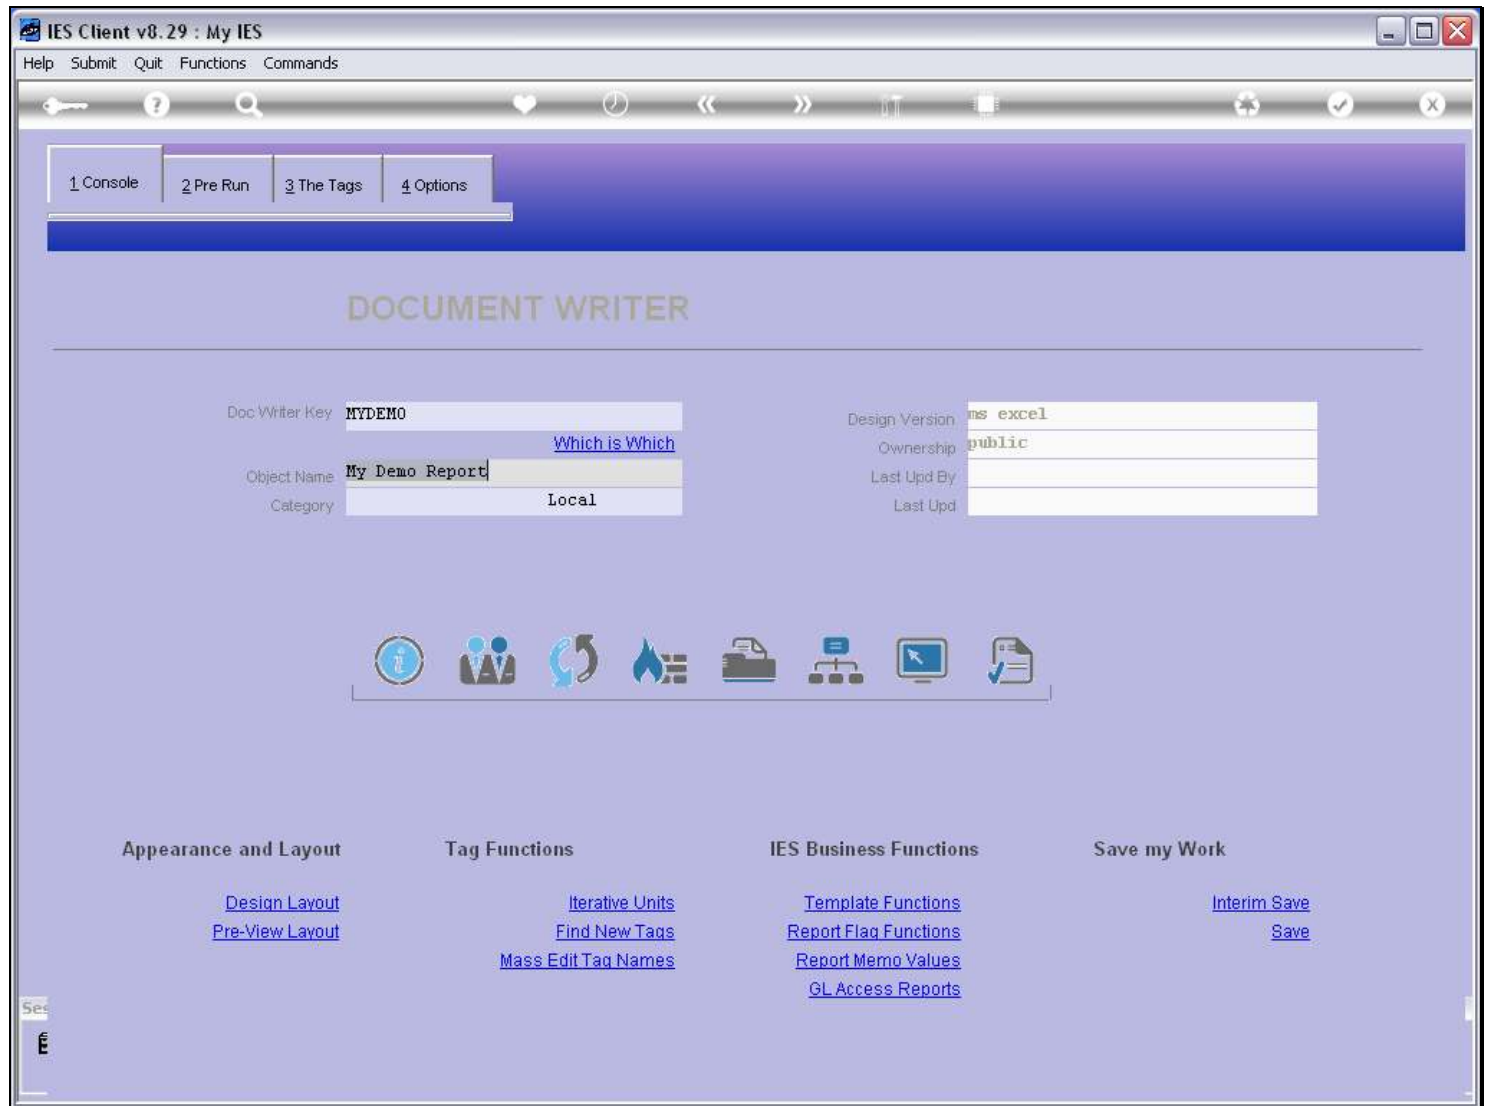 IES Client v8.29 : My IES
Help Submit Quit Functions Commands
1 Console
2 Pre Run
3 The Tags
4 Options
DOCUMENT WRITER
Doc Writer Key MYDEMO
Which is Which
Object Name My Demo Report
Category Local
Design Version ms excel
Ownership public
Last Upd By
Last Upd
Appearance and Layout
Design Layout
Pre-View Layout
Tag Functions
Iterative Units
Find New Tags
Mass Edit Tag Names
IES Business Functions
Template Functions
Report Flag Functions
Report Memo Values
GL Access Reports
Save my Work
Interim Save
Save